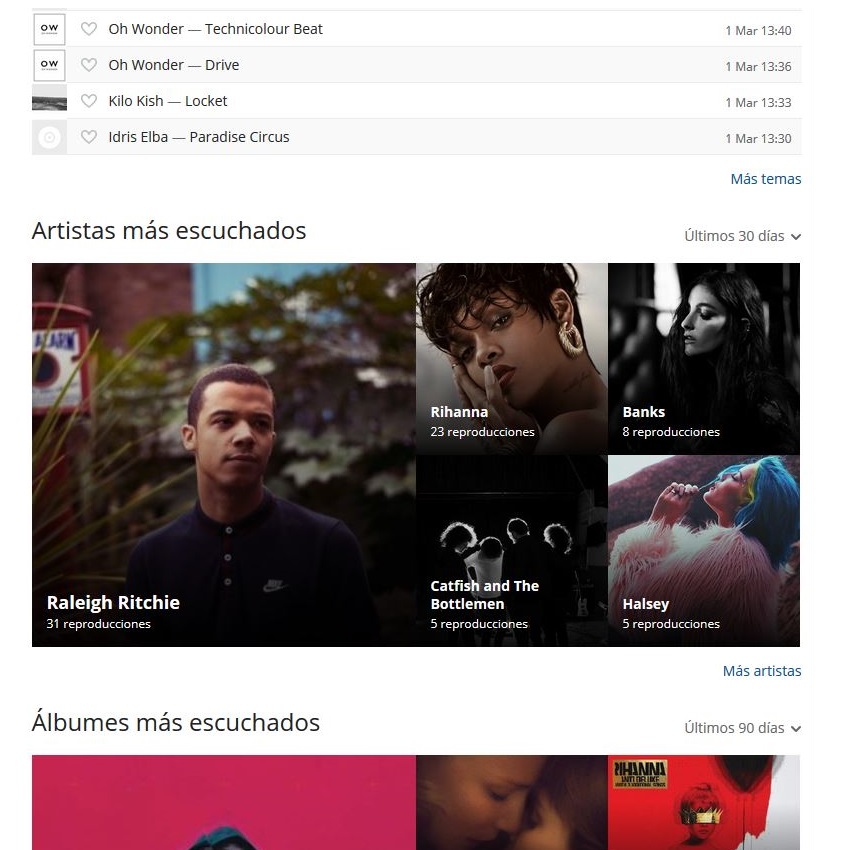 OW
Oh Wonder — Technicolour Beat
1 Mar 13:40
OW
Oh Wonder — Drive
1 Mar 13:36
Kilo Kish — Locket
1 Mar 13:33
Idris Elba — Paradise Circus
1 Mar 13:30
Más temas
Artistas más escuchados
Últimos 30 días
ALARM
Raleigh Ritchie
31 reproducciones
Rihanna
23 reproducciones
Banks
8 reproducciones
Catfish and The
Bottlemen
5 reproducciones
Halsey
5 reproducciones
Más artistas
Álbumes más escuchados
Últimos 90 días
RIHANNA